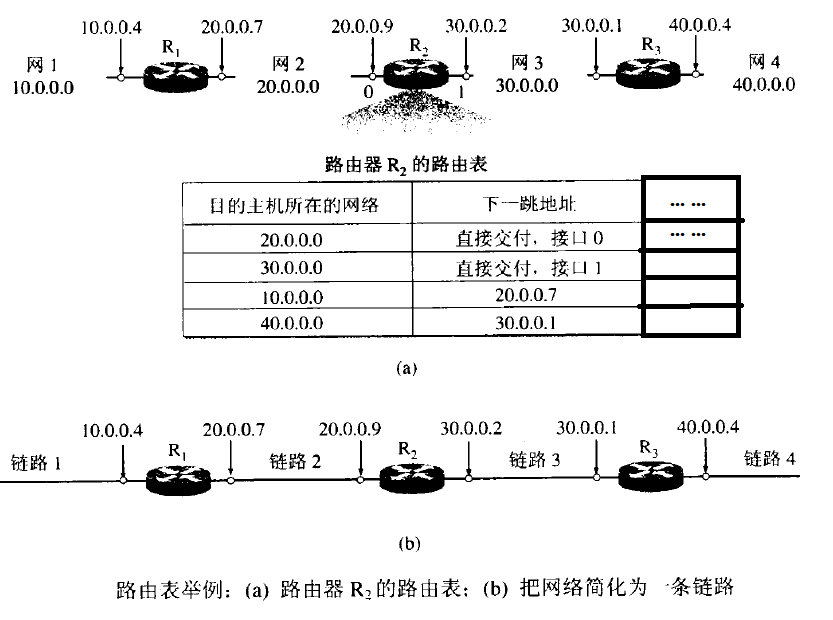 10.0.0.4 20.0.0.7 20.0.0.9 30.0.0.2 30.0.0.1 40.0.0.4
R1 R2 R3
网 1 网 2 网 3 网 4
10.0.0.0 20.0.0.0 0 1 30.0.0.0 40.0.0.0
路由器 R2 的路由表
目的主机所在的网络 下一跳地址 ... ...
20.0.0.0 直接交付，接口 0 ... ...
30.0.0.0 直接交付，接口 1
10.0.0.0 20.0.0.7
40.0.0.0 30.0.0.1
(a)
10.0.0.4 20.0.0.7 20.0.0.9 30.0.0.2 30.0.0.1 40.0.0.4
链路 1 R1 链路 2 R2 链路 3 R3 链路 4
(b)
路由表举例：(a) 路由器 R2 的路由表；(b) 把网络简化为一条链路